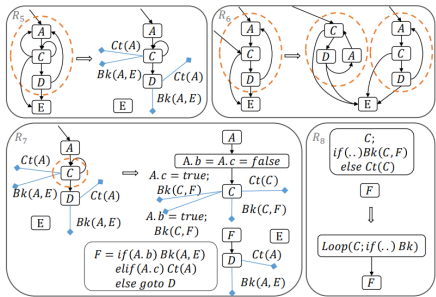 R5
A
C
D
E
A
Ct(A)
C
Bk(A,E)
D
Ct(A)
Bk(A,E)
E
R6
A
C
D
E
C
D
A
A
C
D
E
R7
A
Ct(A)
C
Bk(A,E)
Ct(A)
D
E
Bk(A,E)
A
A.b = A.c = false
A.c = true;
Bk(C,F)
C
Ct(C)
A.b = true;
Bk(C,F)
Bk(C,F)
F
E
D
Ct(A)
Bk(A,E)
F = if(A.b) Bk(A,E)
elif(A.c) Ct(A)
else goto D
R8
C;
if(..)Bk(C,F)
else Ct(C)
F
Loop(C;if(..) Bk)
F